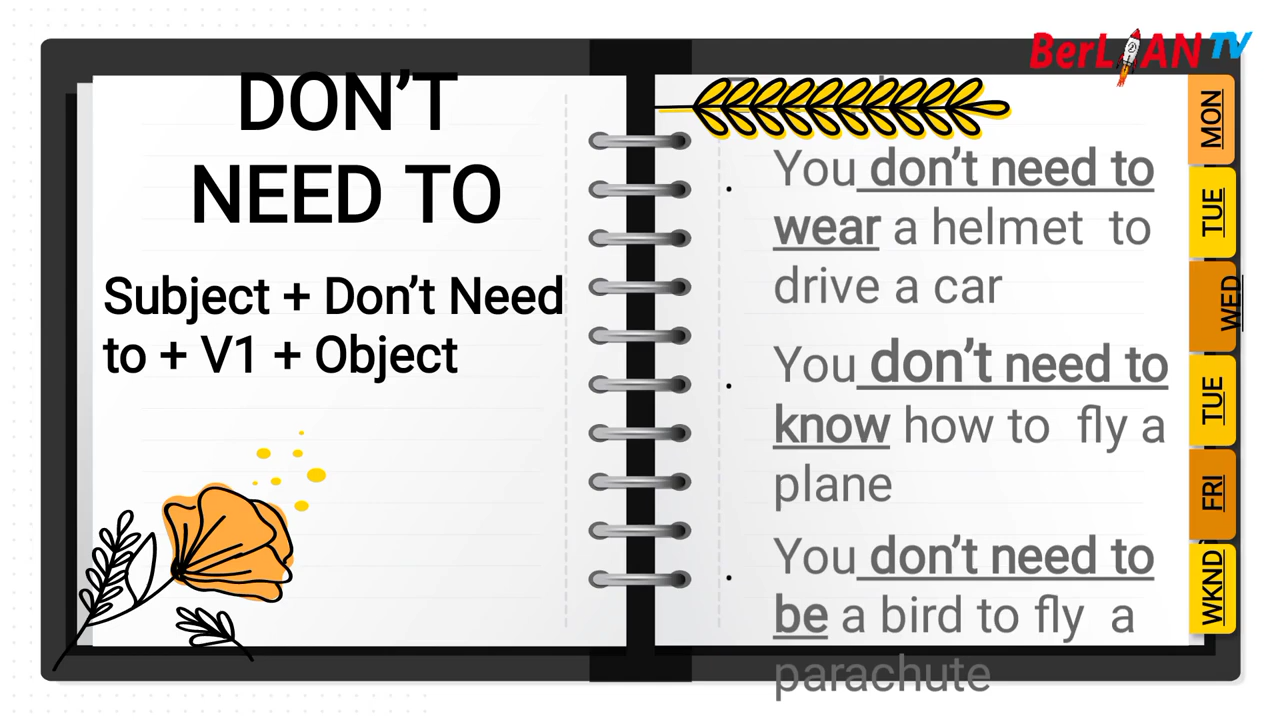 BerLIAN TV
DON'T
NEED TO
Subject + Don't Need
to + V1 + Object
You don't need to
wear a helmet to
drive a car
You don't need to
know how to fly a
plane
You don't need to
be a bird to fly a
parachute
MON
TUE
WED
TUE
FRI
WKND